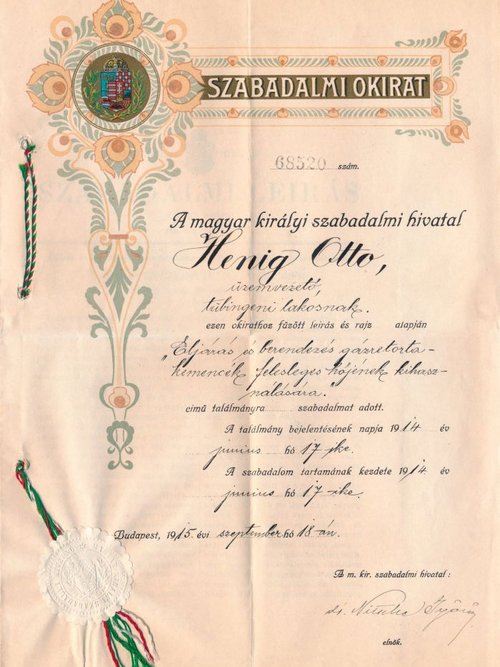 SZABADALMI OKIRAT
68520 szám.
A magyar királyi szabadalmi hivatal
Henig Otto,
üzemvezető,
tübingeni lakosnak.
ezen okirathoz fűzött leírás és rajz alapján
„Eljárás és berendezés gázretorta-
kemencék felesleges hőjének kihasz-
nálására."
című találmányra szabadalmat adott.
A találmány bejelentésének napja 1914 év
junius hó 17-ike.
A szabadalom tartamának kezdete 1914 év
junius hó 17-ike.
Budapest, 1915 évi szeptember hó 18-án.
A m. kir. szabadalmi hivatal:
dr. György
elnök.